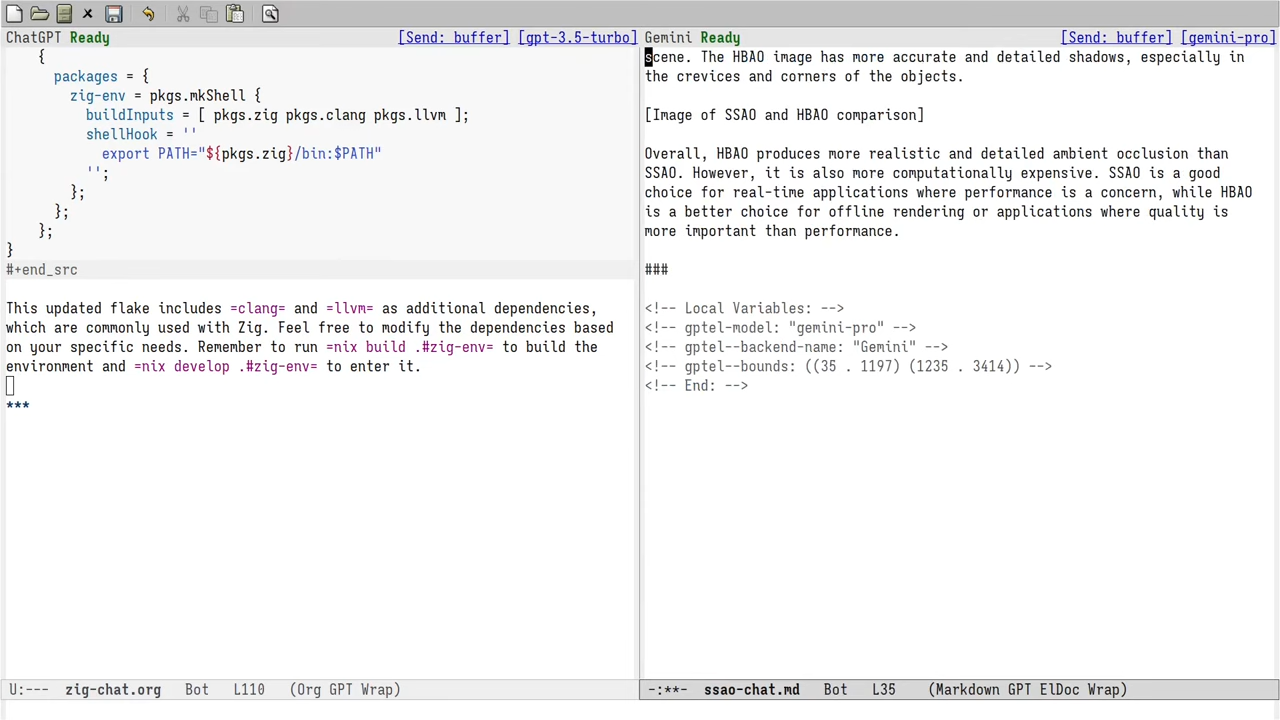 ChatGPT Ready [Send: buffer] [gpt-3.5-turbo]
{
packages = {
zig-env = pkgs.mkShell {
buildInputs = [ pkgs.zig pkgs.clang pkgs.llvm ];
shellHook = ''
export PATH="${pkgs.zig}/bin:$PATH"
'';
};
};
};
}
#+end_src
This updated flake includes =clang= and =llvm= as additional dependencies,
which are commonly used with Zig. Feel free to modify the dependencies based
on your specific needs. Remember to run =nix build .#zig-env= to build the
environment and =nix develop .#zig-env= to enter it.
***
U:--- zig-chat.org Bot L110 (Org GPT Wrap)
Gemini Ready [Send: buffer] [gemini-pro]
scene. The HBAO image has more accurate and detailed shadows, especially in
the crevices and corners of the objects.
[Image of SSAO and HBAO comparison]
Overall, HBAO produces more realistic and detailed ambient occlusion than
SSAO. However, it is also more computationally expensive. SSAO is a good
choice for real-time applications where performance is a concern, while HBAO
is a better choice for offline rendering or applications where quality is
more important than performance.
###
<!-- Local Variables: -->
<!-- gptel-model: "gemini-pro" -->
<!-- gptel--backend-name: "Gemini" -->
<!-- gptel--bounds: ((35 . 1197) (1235 . 3414)) -->
<!-- End: -->
-:**- ssao-chat.md Bot L35 (Markdown GPT ElDoc Wrap)